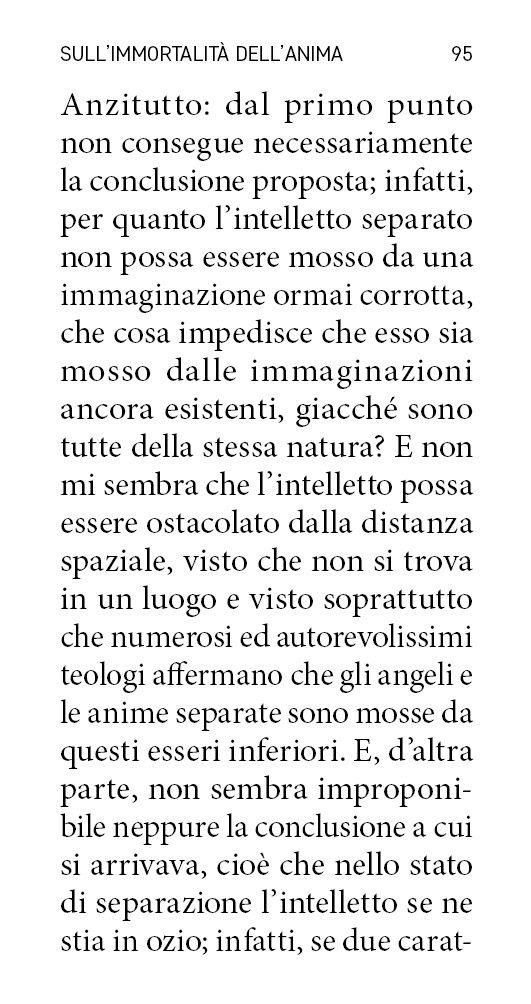 SULL'IMMORTALITÀ DELL'ANIMA 95
Anzitutto: dal primo punto
non consegue necessariamente
la conclusione proposta; infatti,
per quanto l'intelletto separato
non possa essere mosso da una
immaginazione ormai corrotta,
che cosa impedisce che esso sia
mosso dalle immaginazioni
ancora esistenti, giacché sono
tutte della stessa natura? E non
mi sembra che l'intelletto possa
essere ostacolato dalla distanza
spaziale, visto che non si trova
in un luogo e visto soprattutto
che numerosi ed autorevolissimi
teologi affermano che gli angeli e
le anime separate sono mosse da
questi esseri inferiori. E, d'altra
parte, non sembra improponi-
bile neppure la conclusione a cui
si arrivava, cioè che nello stato
di separazione l'intelletto se ne
stia in ozio; infatti, se due carat-